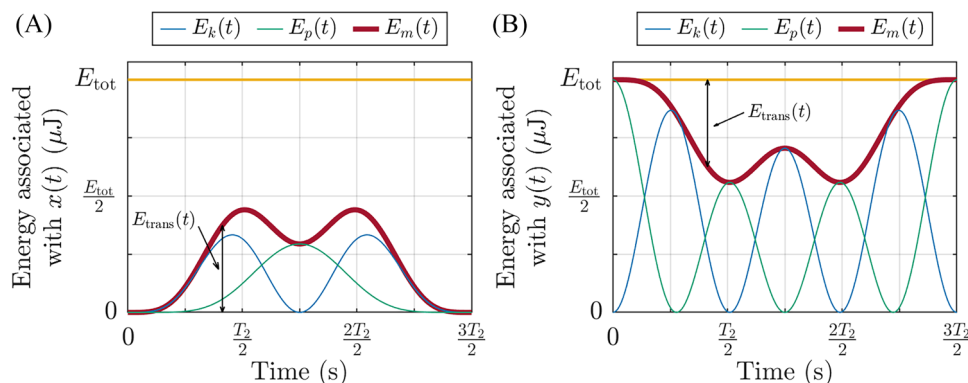 (A)
E_k(t) E_p(t) E_m(t)
E_tot
E_tot/2
0
Energy associated
with x(t) (μJ)
E_trans(t)
0 T_2/2 2T_2/2 3T_2/2
Time (s)
(B)
E_k(t) E_p(t) E_m(t)
E_tot
E_tot/2
0
Energy associated
with y(t) (μJ)
E_trans(t)
0 T_2/2 2T_2/2 3T_2/2
Time (s)